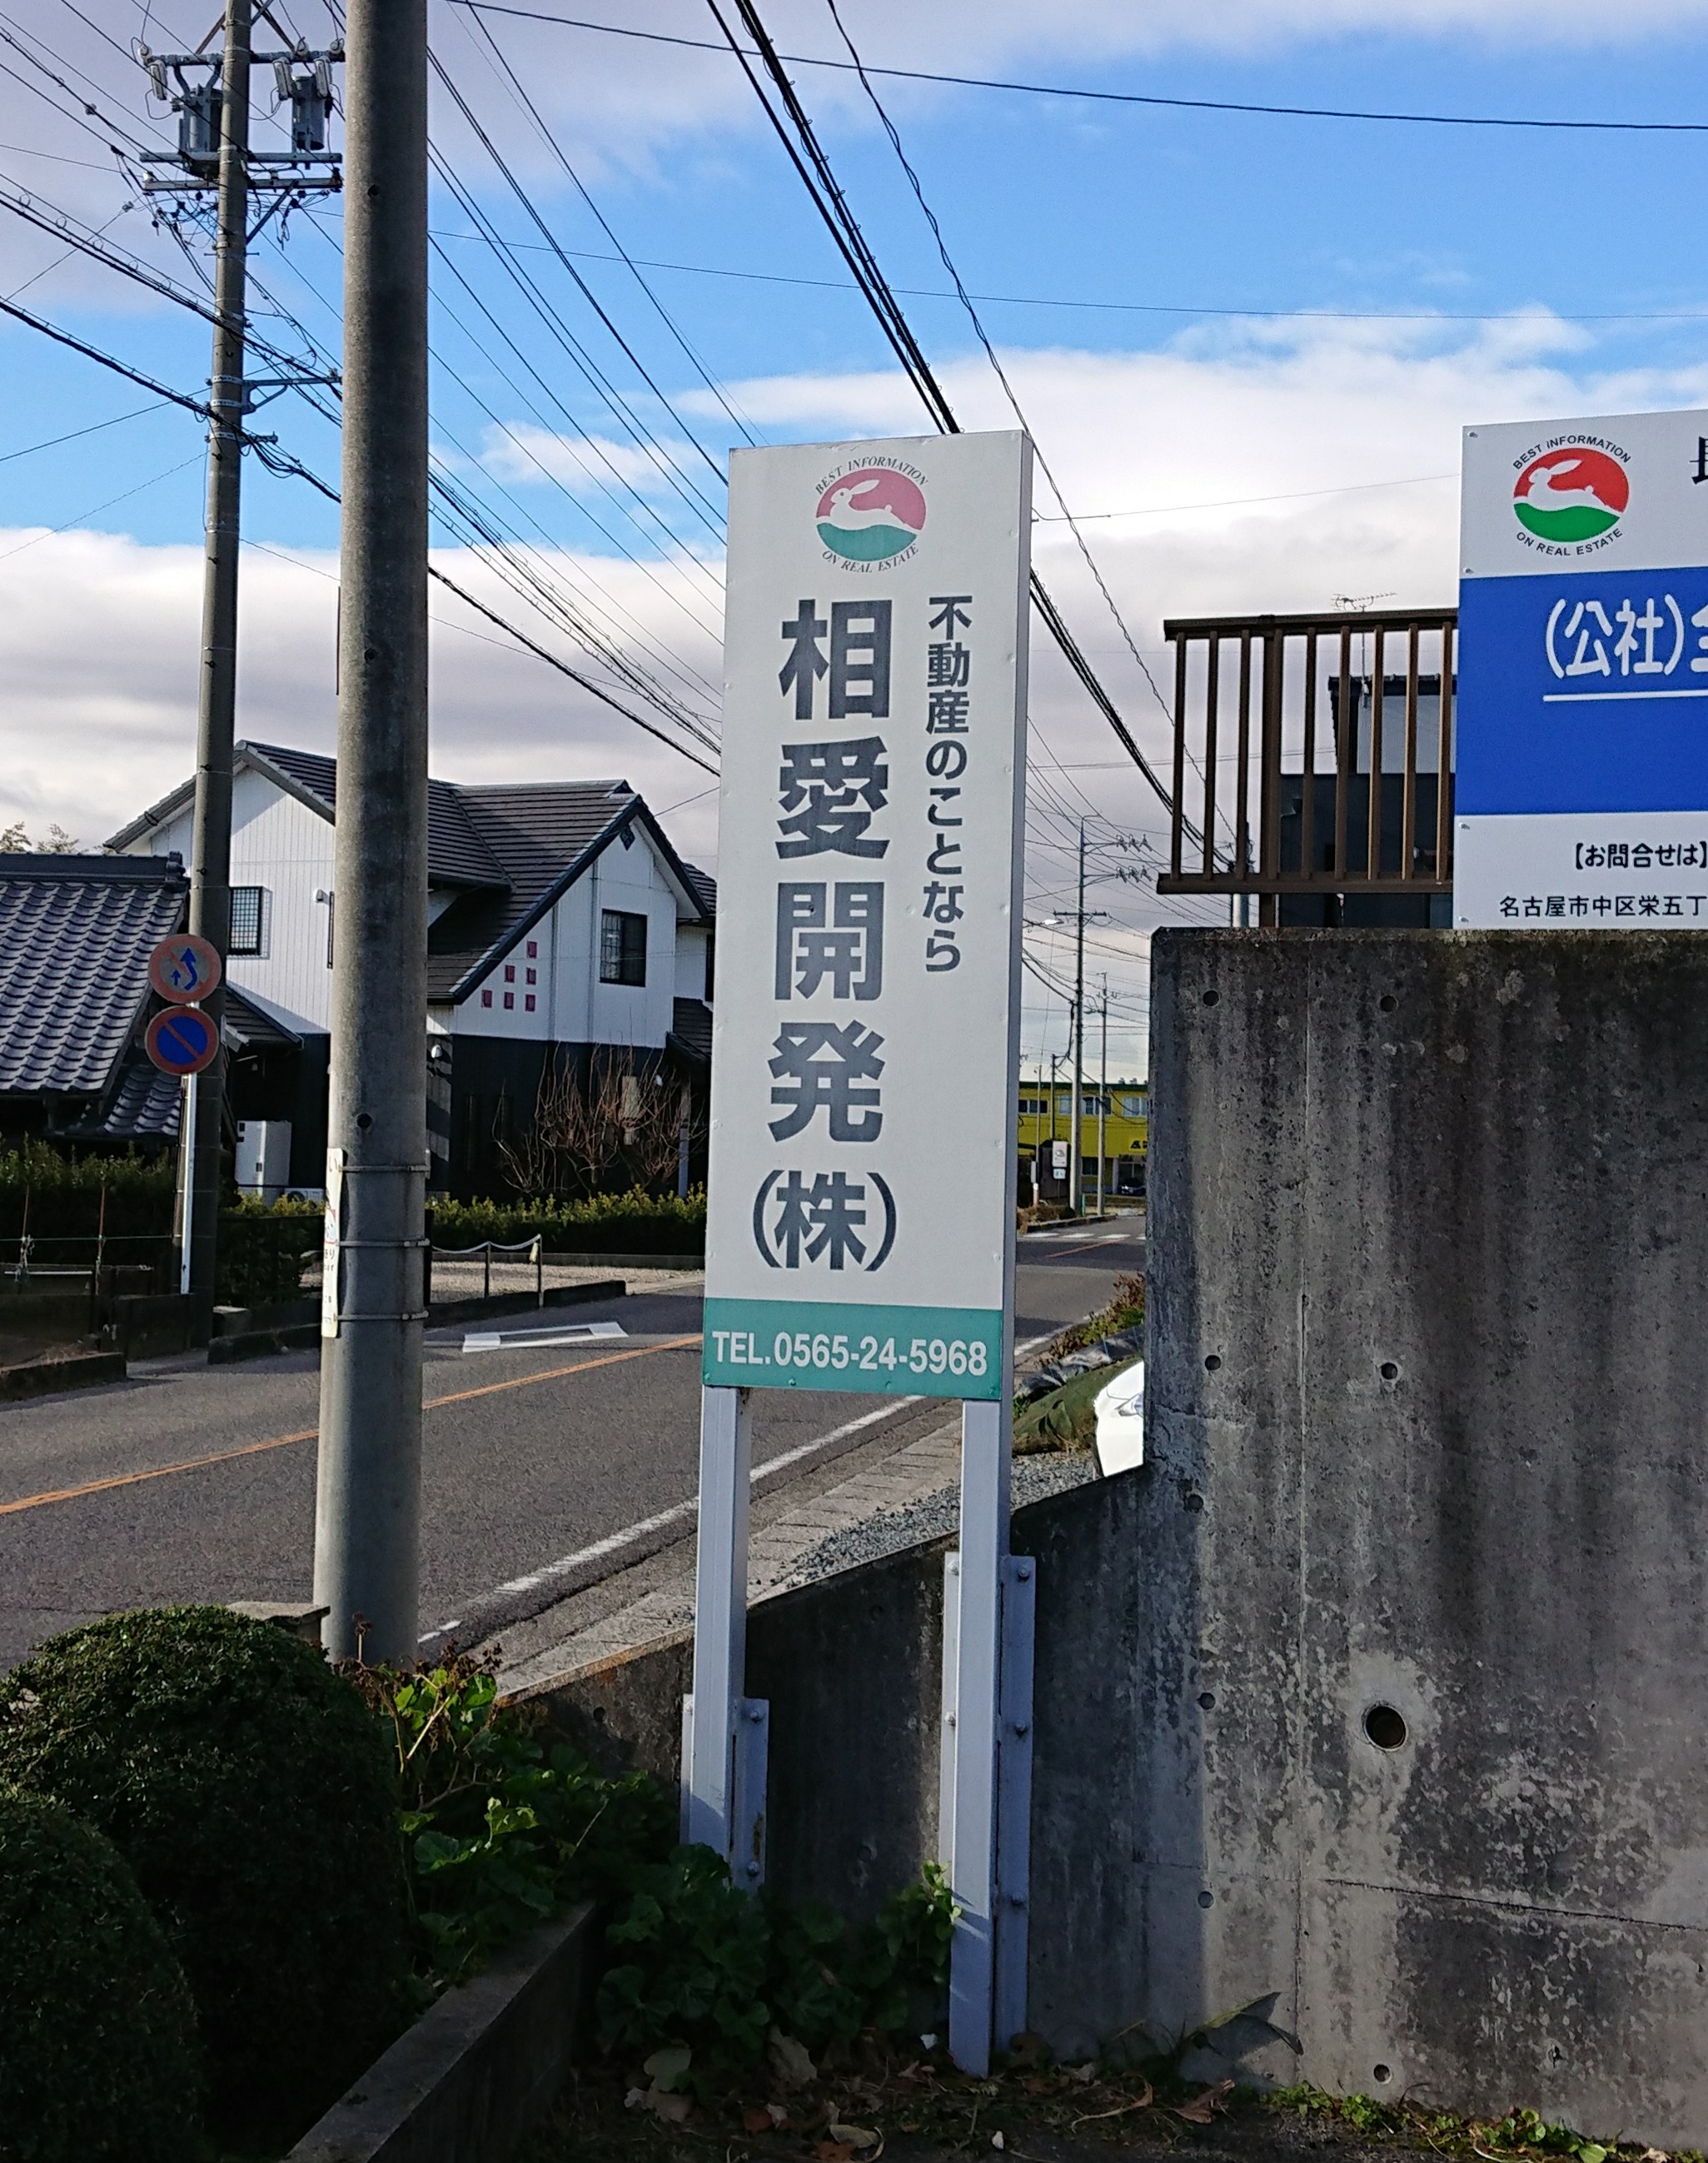 BEST INFORMATION
ON REAL ESTATE
不動産のことなら
相愛開発(株)
TEL.0565-24-5968
BEST INFORMATION
ON REAL ESTATE
(公社)
【お問合せは】
名古屋市中区栄五丁